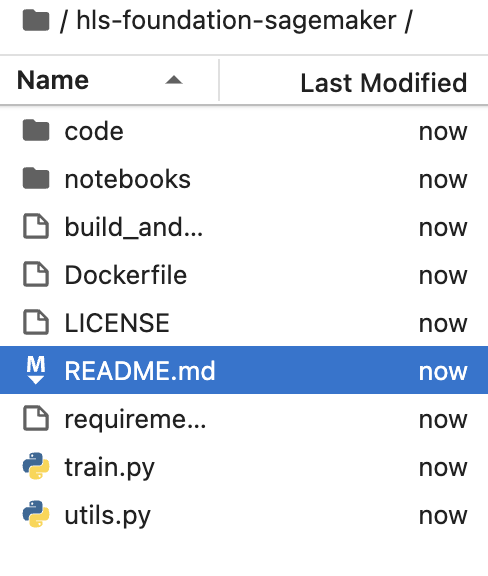 / hls-foundation-sagemaker /
Name Last Modified
code now
notebooks now
build_and... now
Dockerfile now
LICENSE now
M README.md now
requireme... now
train.py now
utils.py now